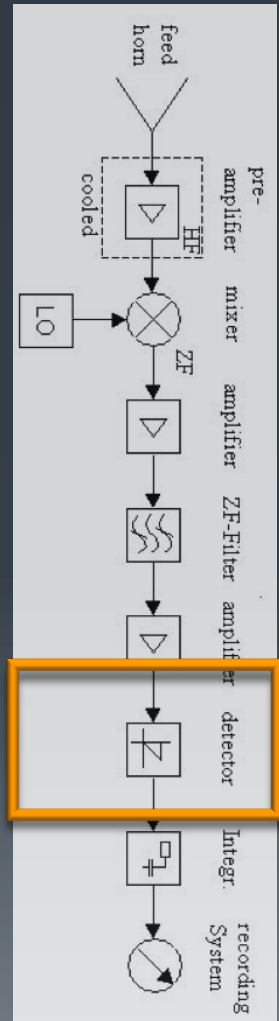 feed
horn
pre-
amplifier
HF
cooled
mixer
LO
ZF
amplifier
ZF-Filter
amplifier
detector
Integr.
recording
System